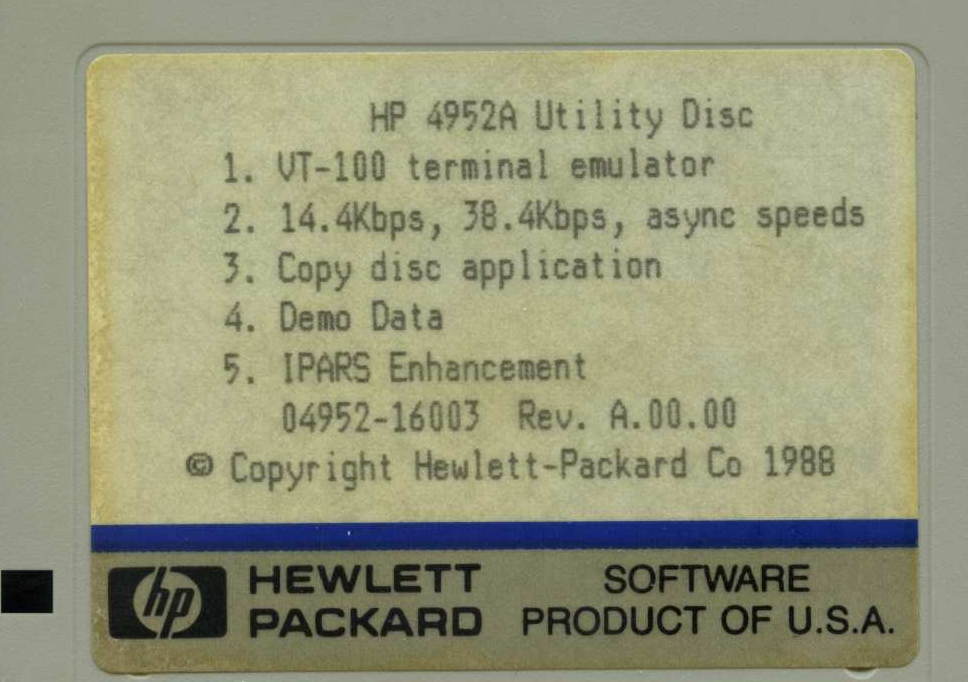 HP 4952A Utility Disc
1. VT-100 terminal emulator
2. 14.4Kbps, 38.4Kbps, async speeds
3. Copy disc application
4. Demo Data
5. IPARS Enhancement
04952-16003 Rev. A.00.00
© Copyright Hewlett-Packard Co 1988
hp HEWLETT PACKARD
SOFTWARE
PRODUCT OF U.S.A.